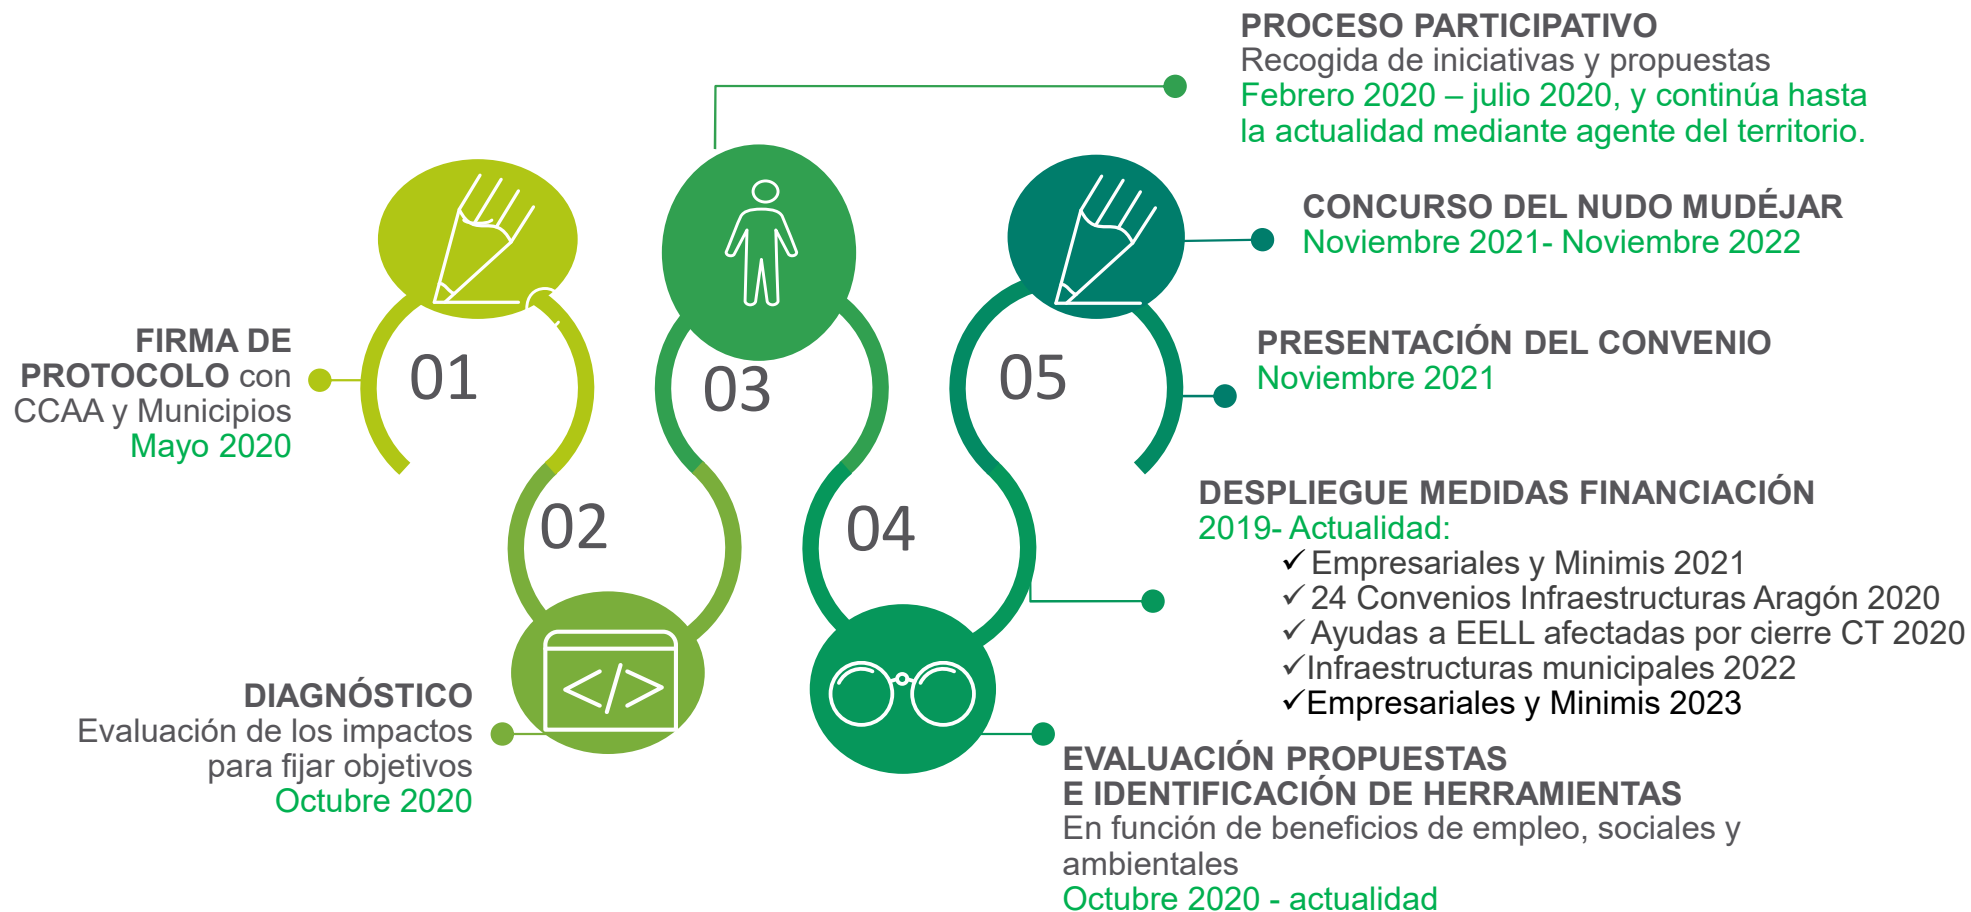 01
FIRMA DE
PROTOCOLO con
CCAA y Municipios
Mayo 2020
02
DIAGNÓSTICO
Evaluación de los impactos
para fijar objetivos
Octubre 2020
</>
03
PROCESO PARTICIPATIVO
Recogida de iniciativas y propuestas
Febrero 2020 – julio 2020, y continúa hasta
la actualidad mediante agente del territorio.
04
EVALUACIÓN PROPUESTAS
E IDENTIFICACIÓN DE HERRAMIENTAS
En función de beneficios de empleo, sociales y
ambientales
Octubre 2020 - actualidad
05
CONCURSO DEL NUDO MUDÉJAR
Noviembre 2021- Noviembre 2022
PRESENTACIÓN DEL CONVENIO
Noviembre 2021
DESPLIEGUE MEDIDAS FINANCIACIÓN
2019- Actualidad:
✓ Empresariales y Minimis 2021
✓ 24 Convenios Infraestructuras Aragón 2020
✓ Ayudas a EELL afectadas por cierre CT 2020
✓ Infraestructuras municipales 2022
✓ Empresariales y Minimis 2023